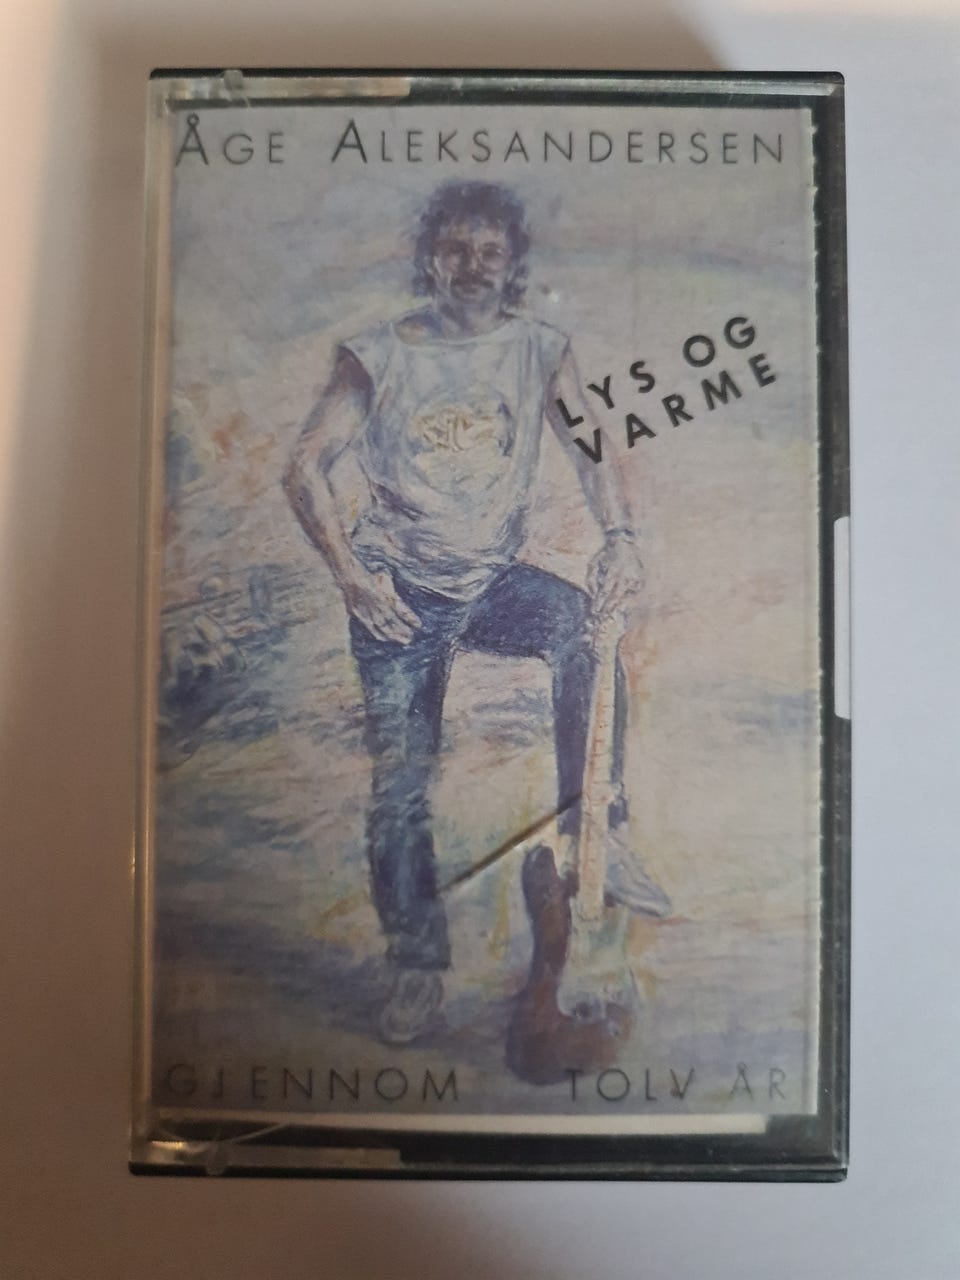 ÅGE ALEKSANDERSEN
LYS OG
VARME
GJENNOM TOLV ÅR